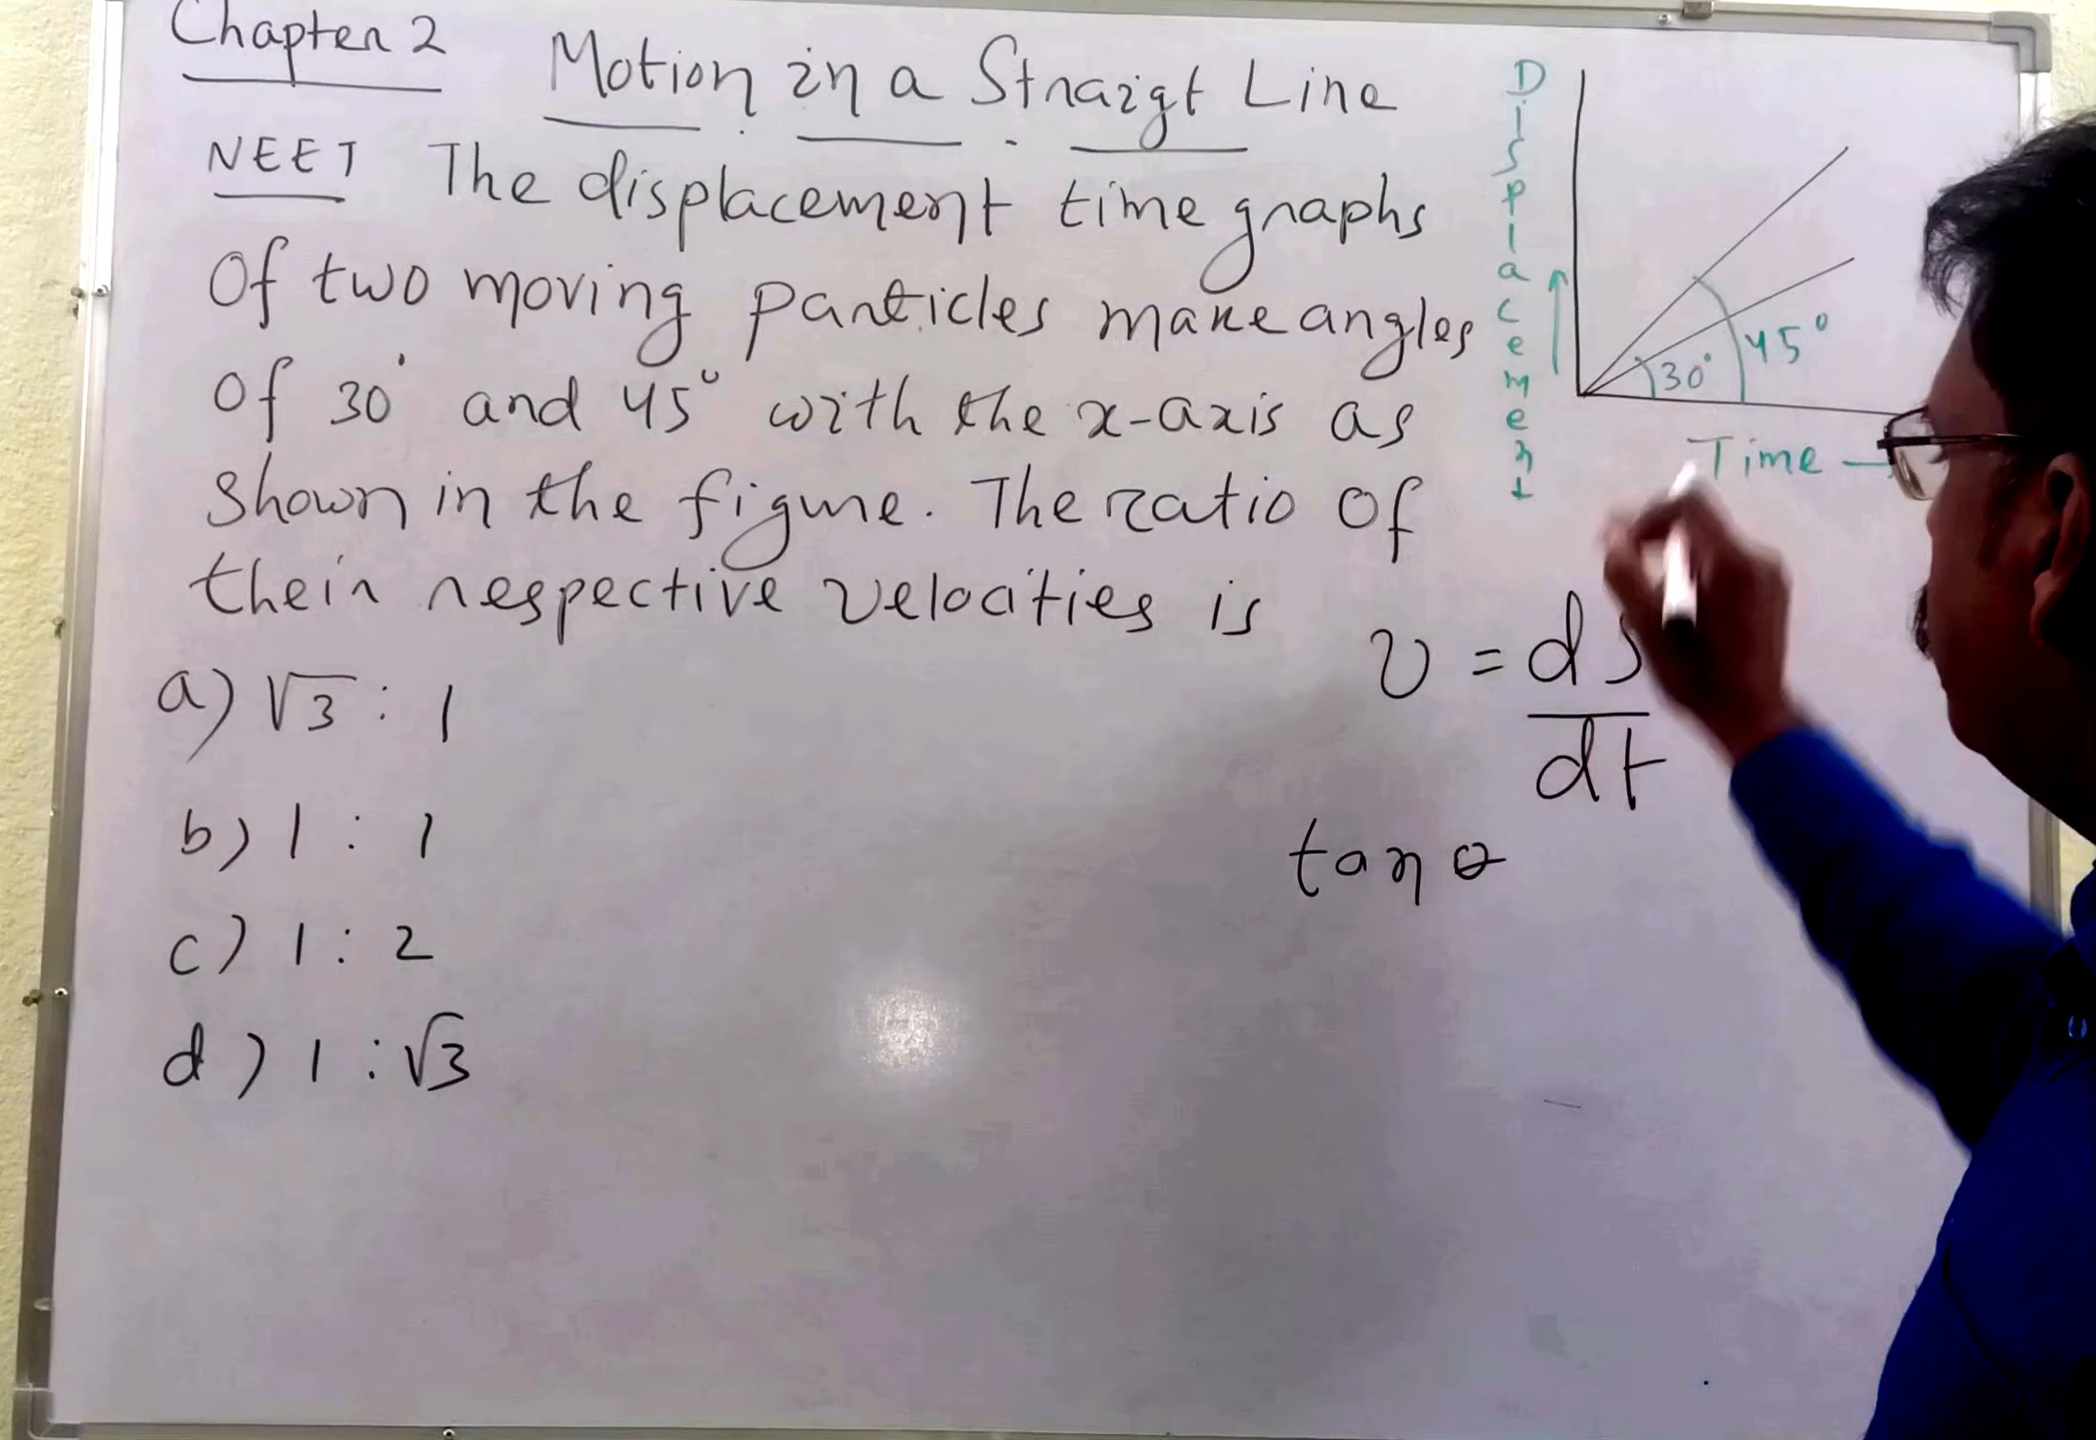 Chapter 2
Motion in a Straigt Line
NEET The displacement time graphs
Of two moving particles make angles
Of 30° and 45° with the x-axis as
Shown in the figure. The ratio Of
their respective velocities is
a) √3 : 1
b) 1 : 1
c) 1 : 2
d) 1 : √3
Displacement
45°
30°
Time
v = ds
dt
tan θ